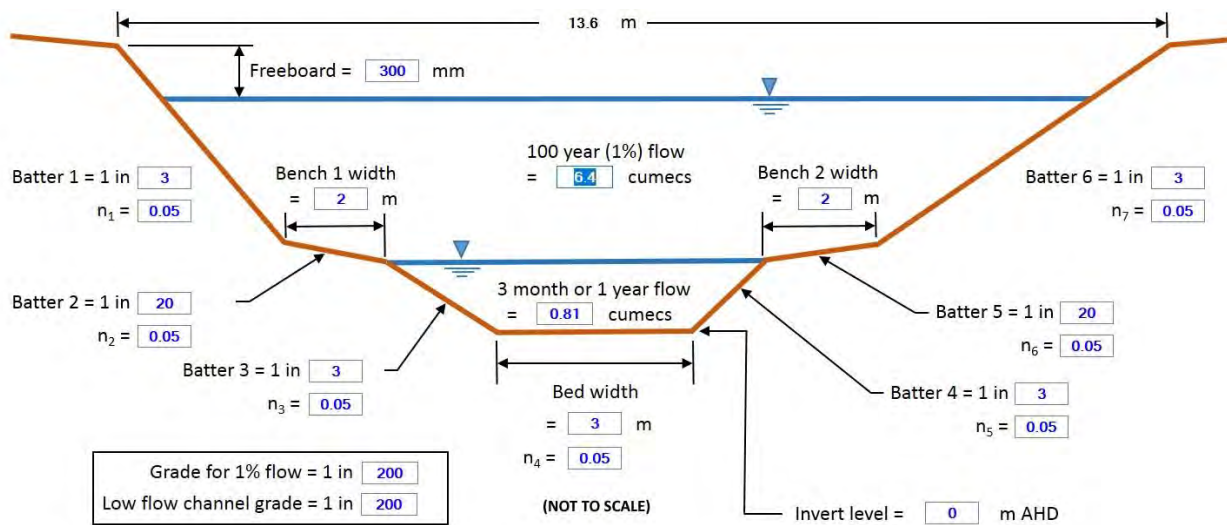 13.6 m
Freeboard = 300 mm
100 year (1%) flow
= 6.4 cumecs
Batter 1 = 1 in 3
n1 = 0.05
Bench 1 width
= 2 m
Bench 2 width
= 2 m
Batter 6 = 1 in 3
n7 = 0.05
3 month or 1 year flow
= 0.81 cumecs
Batter 2 = 1 in 20
n2 = 0.05
Batter 5 = 1 in 20
n6 = 0.05
Batter 3 = 1 in 3
n3 = 0.05
Bed width
= 3 m
n4 = 0.05
Batter 4 = 1 in 3
n5 = 0.05
Grade for 1% flow = 1 in 200
Low flow channel grade = 1 in 200
(NOT TO SCALE)
Invert level = 0 m AHD